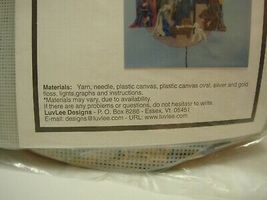 Materials: Yarn, needle, plastic canvas, plastic canvas oval, silver and gold
floss, lights, graphs and instructions.
*Materials may vary, due to availability.
If there are problems or questions, do not hesitate to write
LuvLee Designs - P. O. Box 8286 - Essex, Vt. 05451
E-mail: designs@luvlee.com - URL: www.luvlee.com